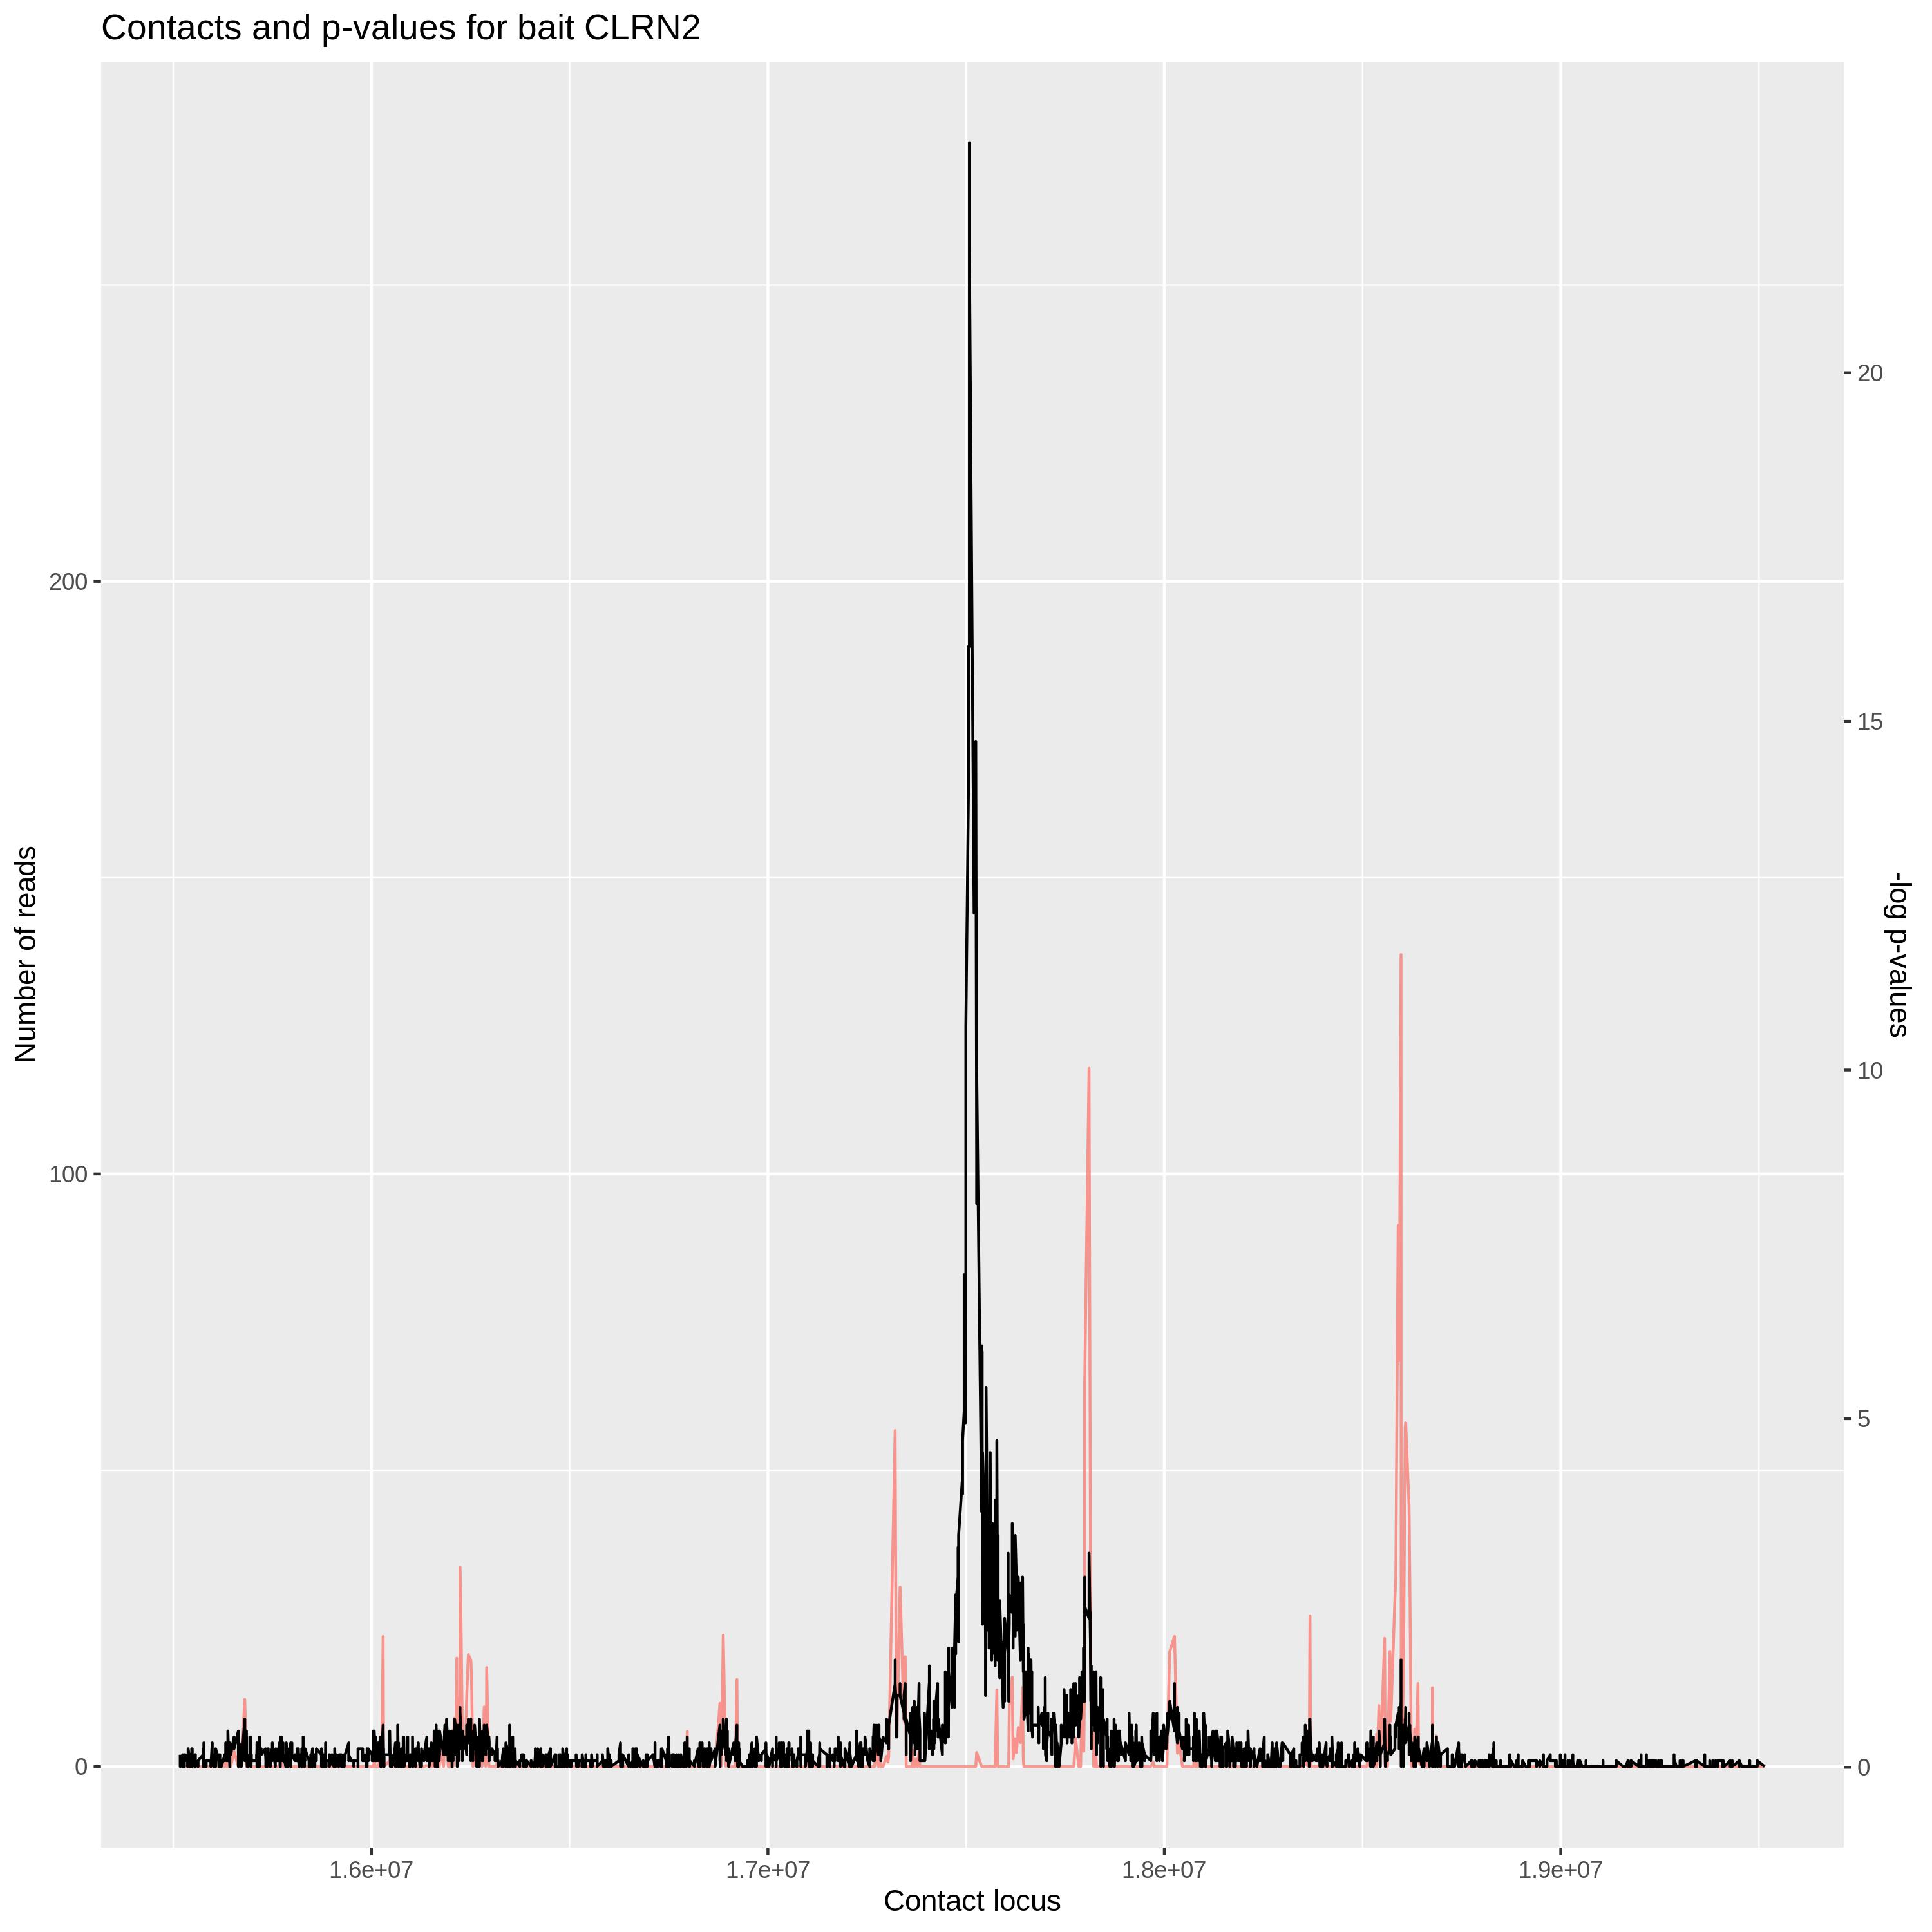 Contacts and p-values for bait CLRN2
Number of reads
200
100
0
20
15
10
5
0
-log p-values
1.6e+07 1.7e+07 1.8e+07 1.9e+07
Contact locus